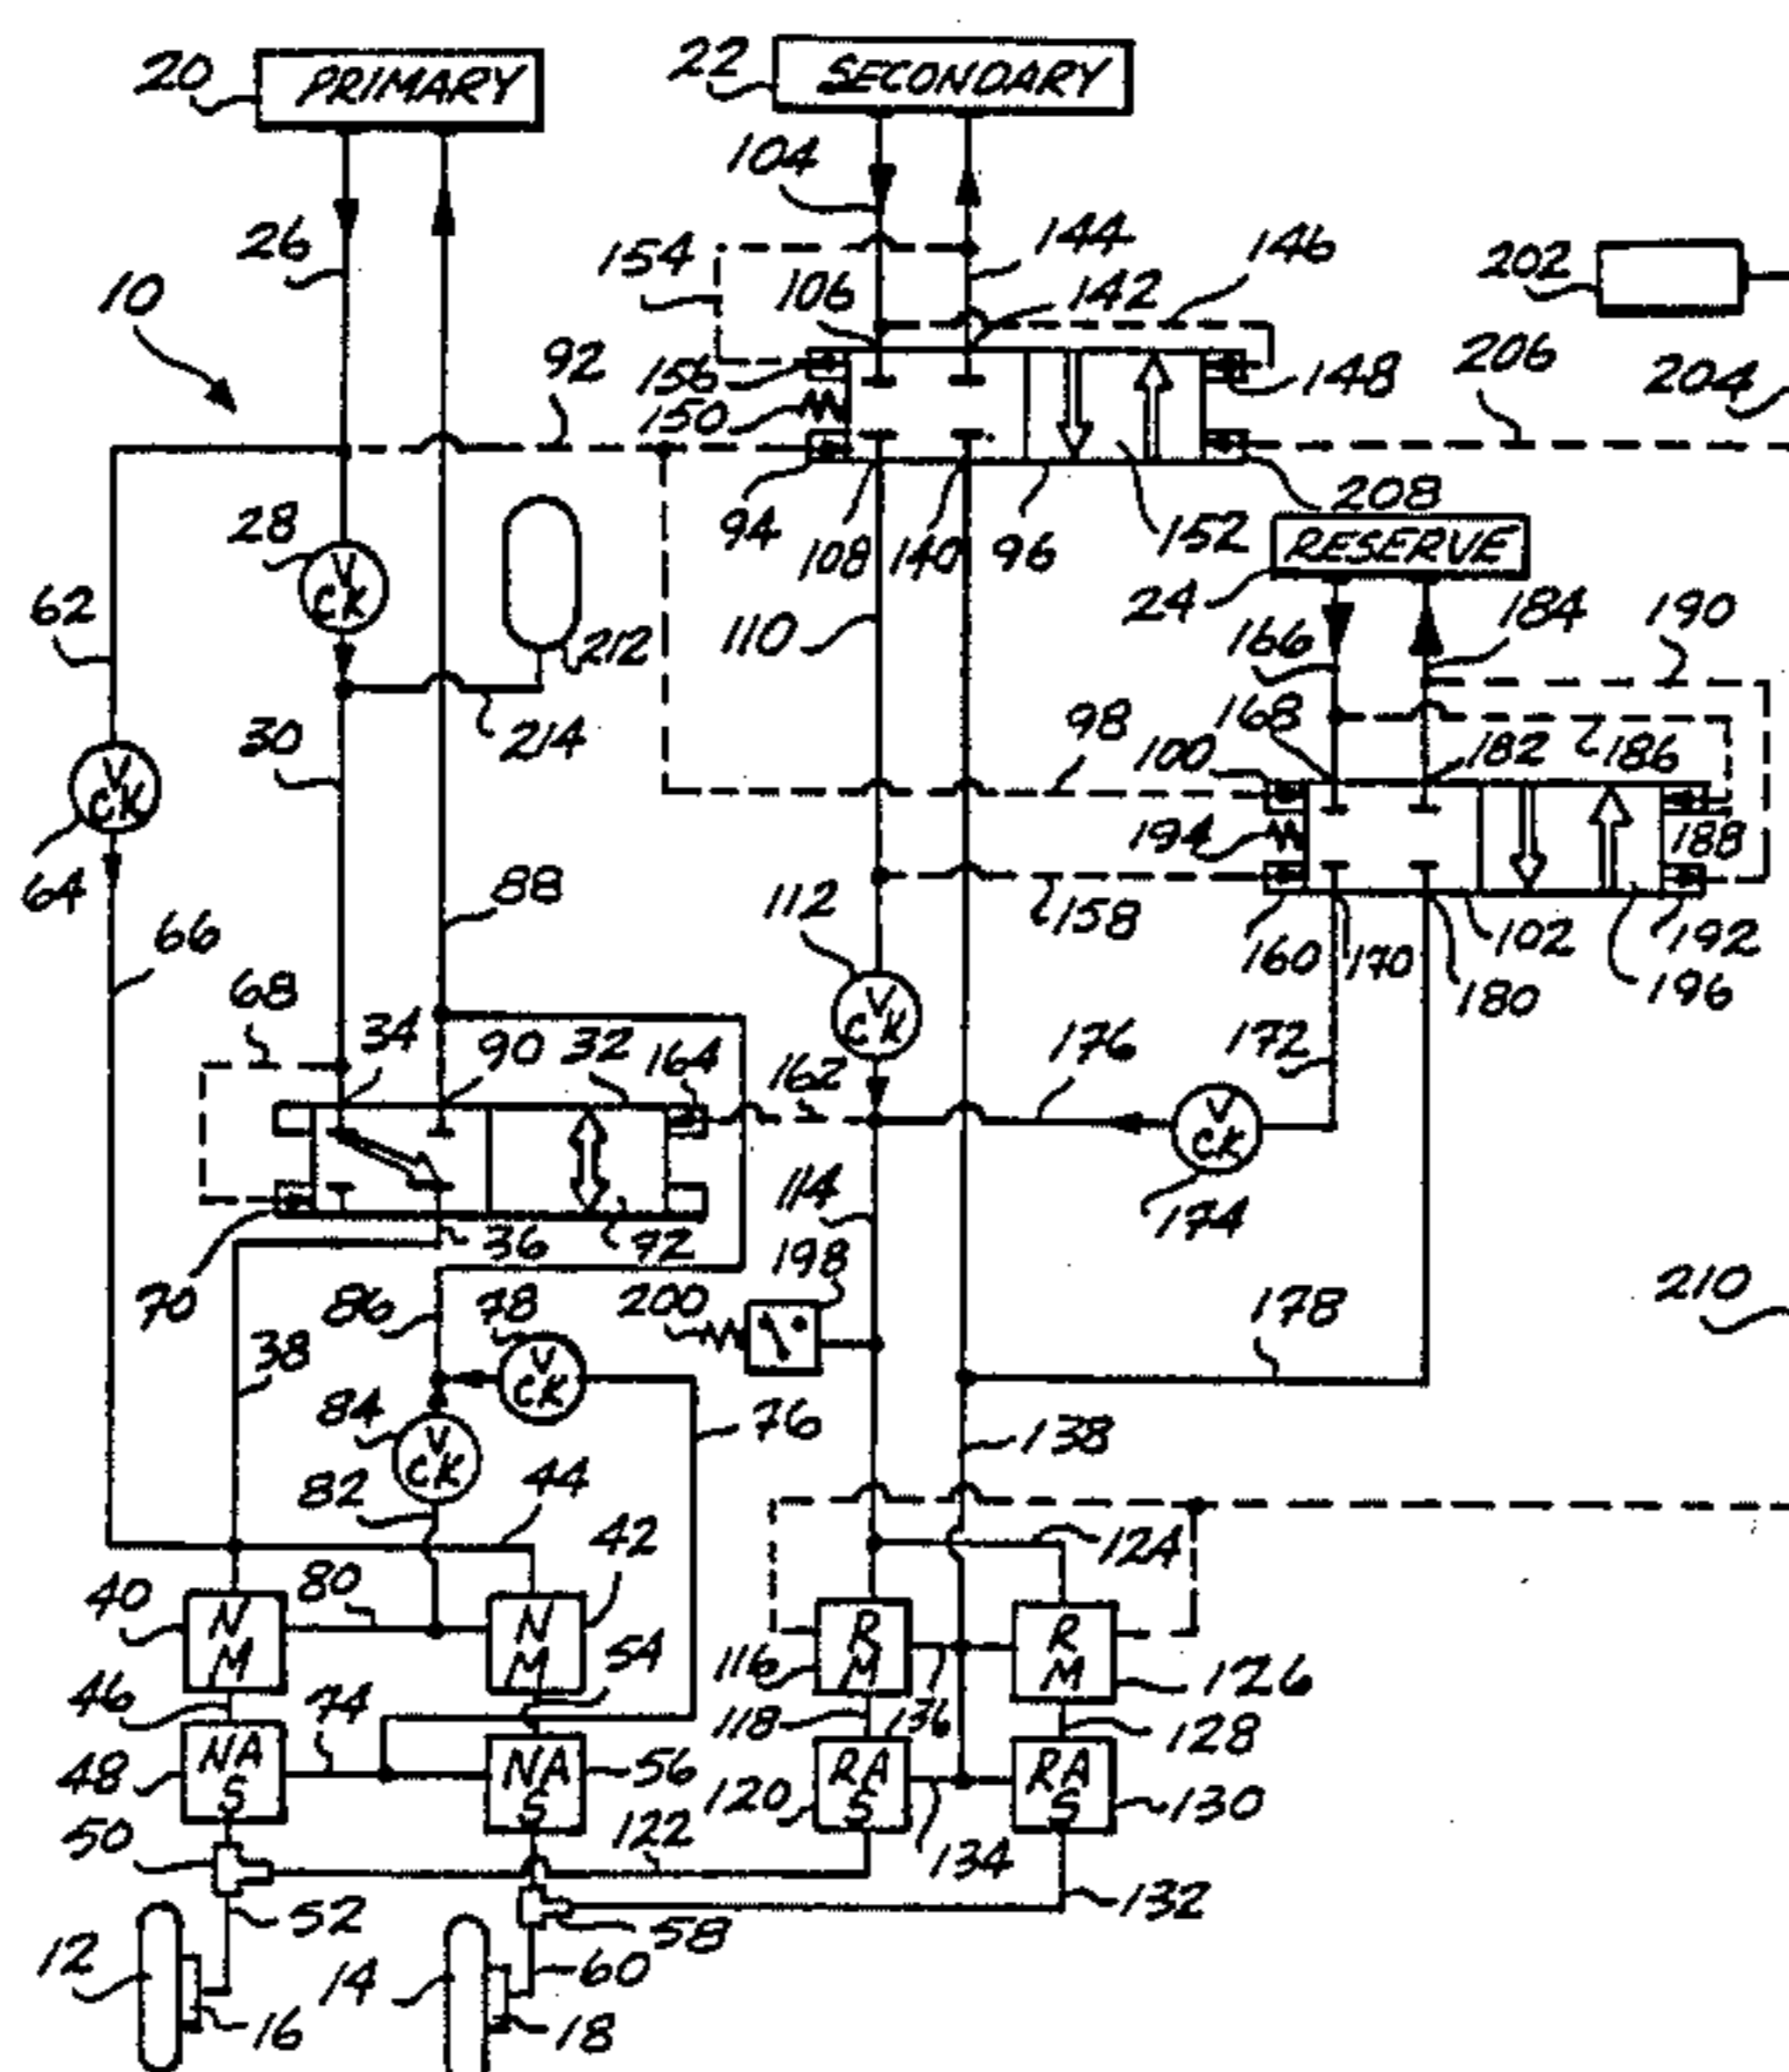 20 PRIMARY 22 SECONDARY
104
26 154 144 146 202
10 106 142
92 156 148 206 204
150
94 108 140 96 152 208
28 V CK 24 RESERVE
62 212 110 166 184 190
30 214 98 168 182 186
100
64 V CK 194 188
88 112 158 160 170 102 192
66 180 196
68 34 90 32 164 V CK 162 176 172
V CK
174
70 36 92 114
86 78 200 198 178 210
38 V CK
84 V CK 76 138
82 44 42 124
40 N M 80 N M 116 R M R M 126
54
46 74 118 136 128
48 NA S NA S 56 120 RA S RA S 130
50 122 134
52 58 132
12 16 14 60 18